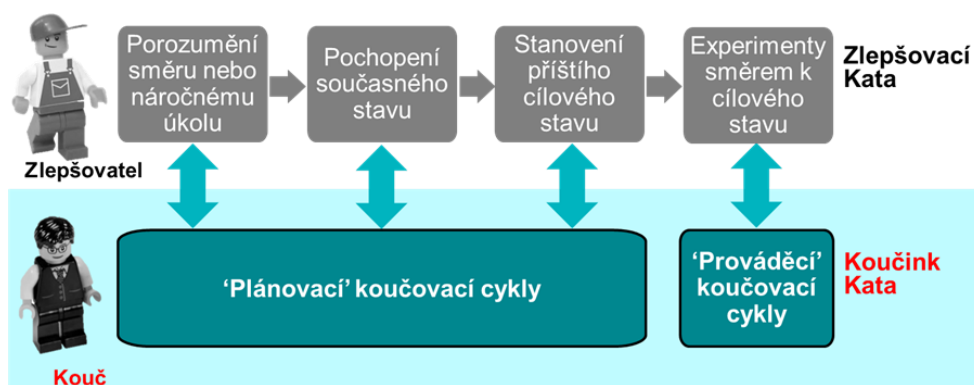 Porozumění
směru nebo
náročnému
úkolu
Pochopení
současného
stavu
Stanovení
příštího
cílového
stavu
Experimenty
směrem k
cílového
stavu
Zlepšovací
Kata
Zlepšovatel
‘Plánovací’ koučovací cykly
‘Prováděcí’
koučovací
cykly
Koučink
Kata
Kouč